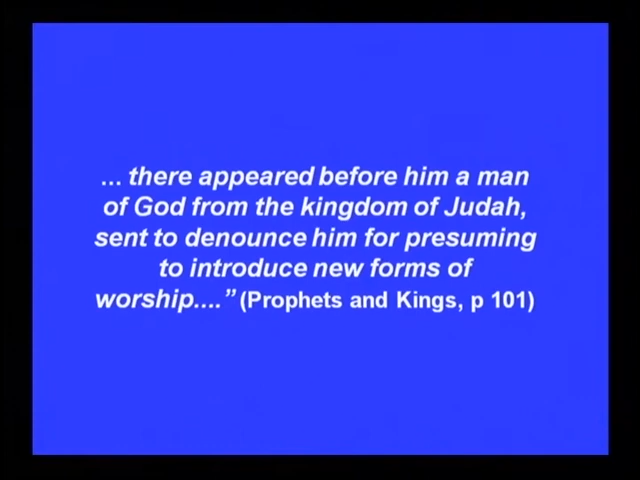 ... there appeared before him a man
of God from the kingdom of Judah,
sent to denounce him for presuming
to introduce new forms of
worship....” (Prophets and Kings, p 101)